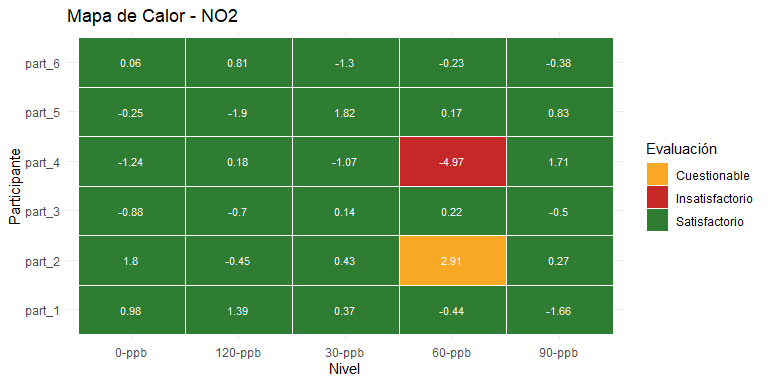 Mapa de Calor - NO2
Participante
part_6 0.06 0.81 -1.3 -0.23 -0.38
part_5 -0.25 -1.9 1.82 0.17 0.83
part_4 -1.24 0.18 -1.07 -4.97 1.71
part_3 -0.88 -0.7 0.14 0.22 -0.5
part_2 1.8 -0.45 0.43 2.91 0.27
part_1 0.98 1.39 0.37 -0.44 -1.66
0-ppb 120-ppb 30-ppb 60-ppb 90-ppb
Nivel
Evaluación
Cuestionable
Insatisfactorio
Satisfactorio